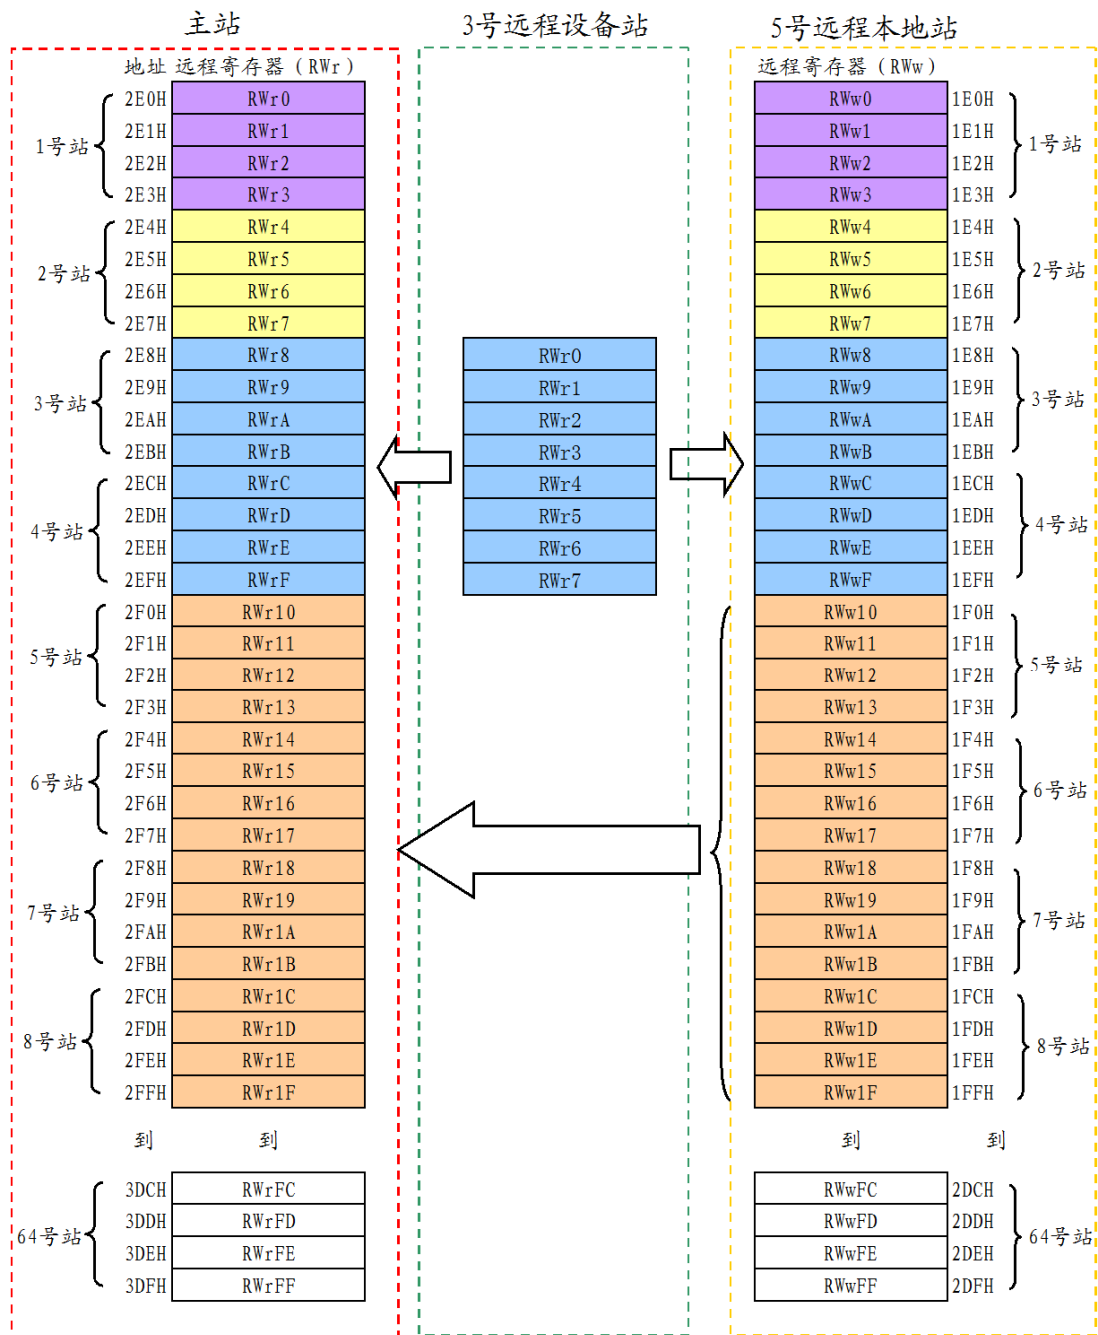 主站 3号远程设备站 5号远程本地站
地址 远程寄存器（RWr） 远程寄存器（RWw）
2E0H RWr0 RWw0 1E0H
2E1H RWr1 RWw1 1E1H
1号站 1号站
2E2H RWr2 RWw2 1E2H
2E3H RWr3 RWw3 1E3H
2E4H RWr4 RWw4 1E4H
2E5H RWr5 RWw5 1E5H
2号站 2号站
2E6H RWr6 RWw6 1E6H
2E7H RWr7 RWw7 1E7H
2E8H RWr8 RWr0 RWw8 1E8H
2E9H RWr9 RWr1 RWw9 1E9H
3号站 3号站
2EAH RWrA RWr2 RWwA 1EAH
2EBH RWrB RWr3 RWwB 1EBH
2ECH RWrC RWr4 RWwC 1ECH
2EDH RWrD RWr5 RWwD 1EDH
4号站 4号站
2EEH RWrE RWr6 RWwE 1EEH
2EFH RWrF RWr7 RWwF 1EFH
2F0H RWr10 RWw10 1F0H
2F1H RWr11 RWw11 1F1H
5号站 5号站
2F2H RWr12 RWw12 1F2H
2F3H RWr13 RWw13 1F3H
2F4H RWr14 RWw14 1F4H
2F5H RWr15 RWw15 1F5H
6号站 6号站
2F6H RWr16 RWw16 1F6H
2F7H RWr17 RWw17 1F7H
2F8H RWr18 RWw18 1F8H
2F9H RWr19 RWw19 1F9H
7号站 7号站
2FAH RWr1A RWw1A 1FAH
2FBH RWr1B RWw1B 1FBH
2FCH RWr1C RWw1C 1FCH
2FDH RWr1D RWw1D 1FDH
8号站 8号站
2FEH RWr1E RWw1E 1FEH
2FFH RWr1F RWw1F 1FFH
到 到 到 到
3DCH RWrFC RWwFC 2DCH
3DDH RWrFD RWwFD 2DDH
64号站 64号站
3DEH RWrFE RWwFE 2DEH
3DFH RWrFF RWwFF 2DFH